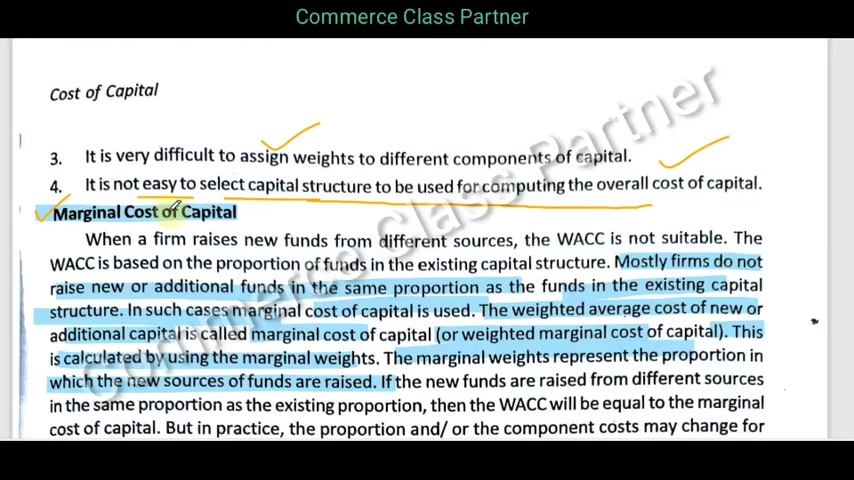 Commerce Class Partner
Cost of Capital
3. It is very difficult to assign weights to different components of capital.
4. It is not easy to select capital structure to be used for computing the overall cost of capital.
Marginal Cost of Capital
When a firm raises new funds from different sources, the WACC is not suitable. The
WACC is based on the proportion of funds in the existing capital structure. Mostly firms do not
raise new or additional funds in the same proportion as the funds in the existing capital
structure. In such cases marginal cost of capital is used. The weighted average cost of new or
additional capital is called marginal cost of capital (or weighted marginal cost of capital). This
is calculated by using the marginal weights. The marginal weights represent the proportion in
which the new sources of funds are raised. If the new funds are raised from different sources
in the same proportion as the existing proportion, then the WACC will be equal to the marginal
cost of capital. But in practice, the proportion and/ or the component costs may change for
Commerce Class Partner